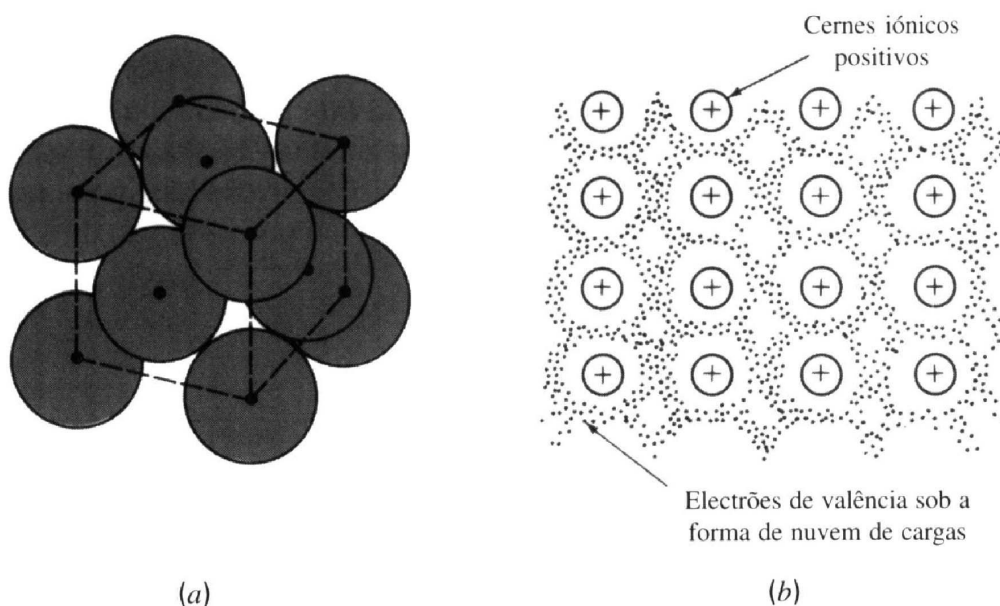 Cernes iónicos
positivos
+ + + +
+ + + +
+ + + +
+ + + +
Electrões de valência sob a
forma de nuvem de cargas
(a)
(b)